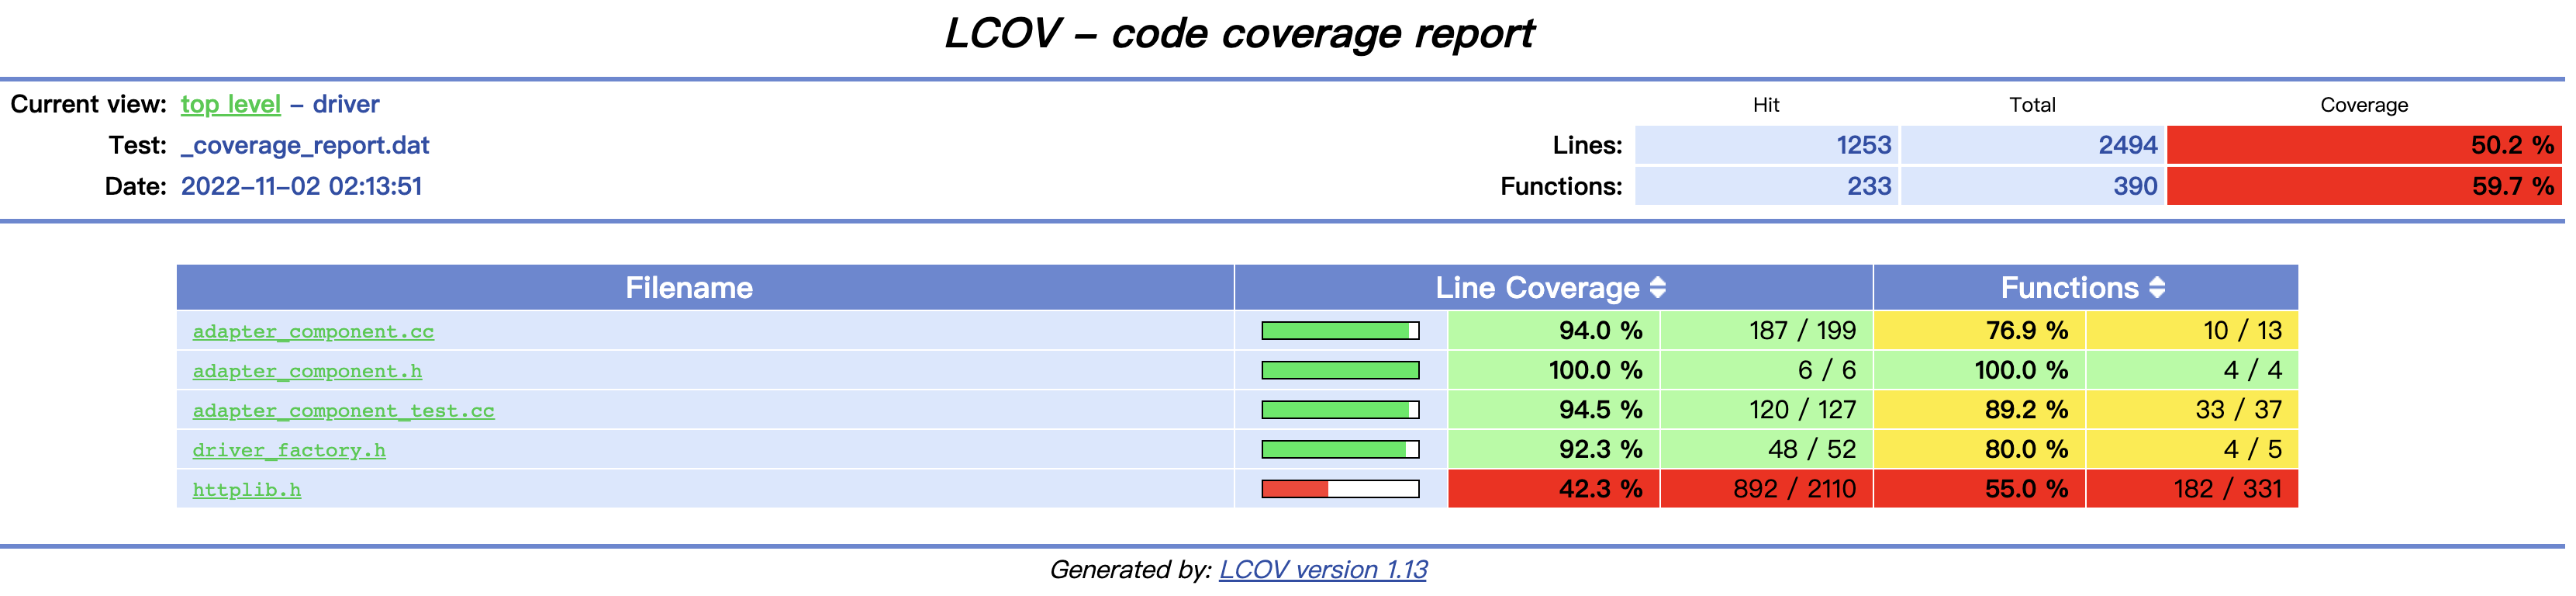 LCOV – code coverage report
Current view: top level – driver
Hit Total Coverage
Test: _coverage_report.dat
Lines: 1253 2494 50.2 %
Date: 2022–11–02 02:13:51
Functions: 233 390 59.7 %
Filename Line Coverage Functions
adapter_component.cc 94.0 % 187 / 199 76.9 % 10 / 13
adapter_component.h 100.0 % 6 / 6 100.0 % 4 / 4
adapter_component_test.cc 94.5 % 120 / 127 89.2 % 33 / 37
driver_factory.h 92.3 % 48 / 52 80.0 % 4 / 5
httplib.h 42.3 % 892 / 2110 55.0 % 182 / 331
Generated by: LCOV version 1.13